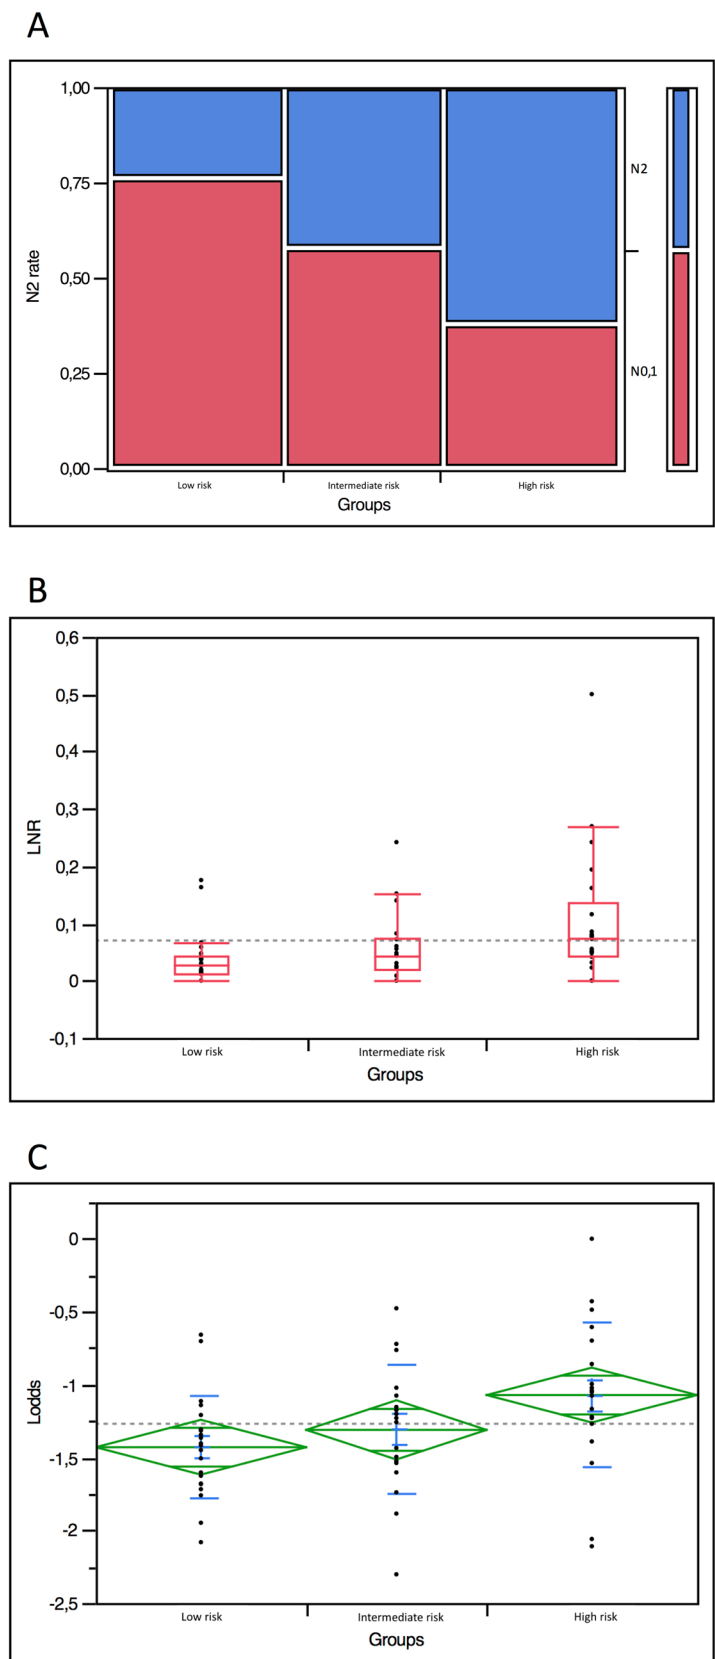 A
1,00
0,75
0,50
0,25
0,00
N2 rate
N2
N0,1
Low risk Intermediate risk High risk
Groups
B
0,6
0,5
0,4
0,3
0,2
0,1
0
-0,1
LNR
Low risk Intermediate risk High risk
Groups
C
0
-0,5
-1
-1,5
-2
-2,5
Lodds
Low risk Intermediate risk High risk
Groups